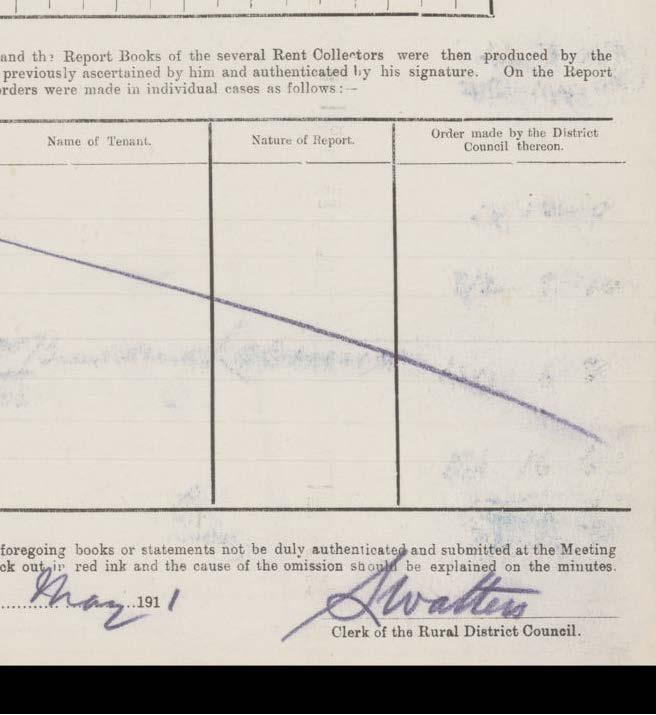 and the Report Books of the several Rent Collectors were then produced by the
previously ascertained by him and authenticated by his signature. On the Report
orders were made in individual cases as follows:—
Name of Tenant.
Nature of Report.
Order made by the District
Council thereon.
foregoing books or statements not be duly authenticated and submitted at the Meeting
ck out in red ink and the cause of the omission should be explained on the minutes.
May 1911
SWalters
Clerk of the Rural District Council.